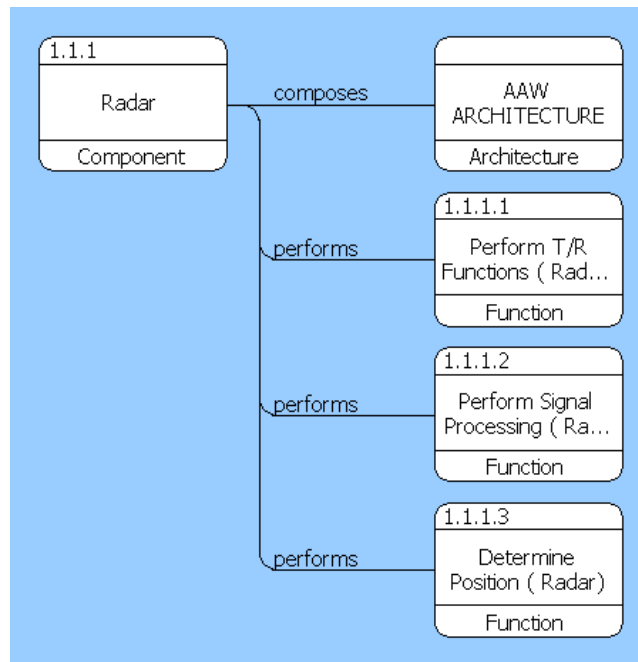 1.1.1
Radar
Component
composes
AAW
ARCHITECTURE
Architecture
performs
1.1.1.1
Perform T/R
Functions ( Rad...
Function
performs
1.1.1.2
Perform Signal
Processing ( Ra...
Function
performs
1.1.1.3
Determine
Position ( Radar)
Function